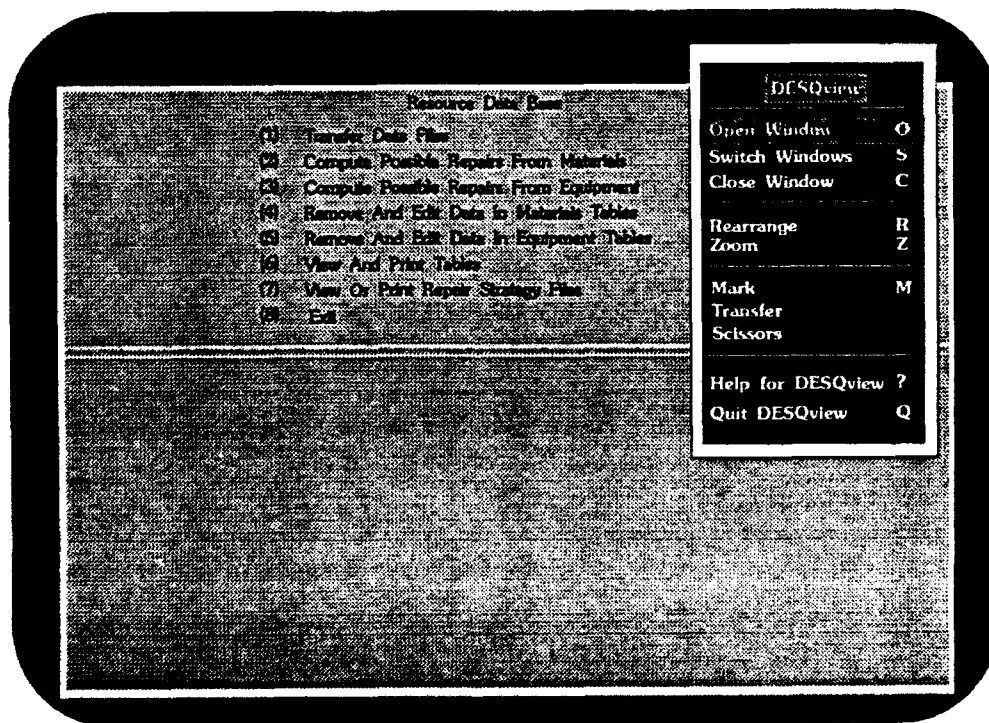 Resource Data Base
(1) Transfer Data Files
(2) Compute Possible Repairs From Materials
(3) Compute Possible Repairs From Equipment
(4) Remove And Edit Data In Materials Tables
(5) Remove And Edit Data In Equipment Tables
(6) View And Print Tables
(7) View Or Print Repair Strategy Files
(8) Exit
DESQview
Open Window O
Switch Windows S
Close Window C
Rearrange R
Zoom Z
Mark M
Transfer
Scissors
Help for DESQview ?
Quit DESQview Q